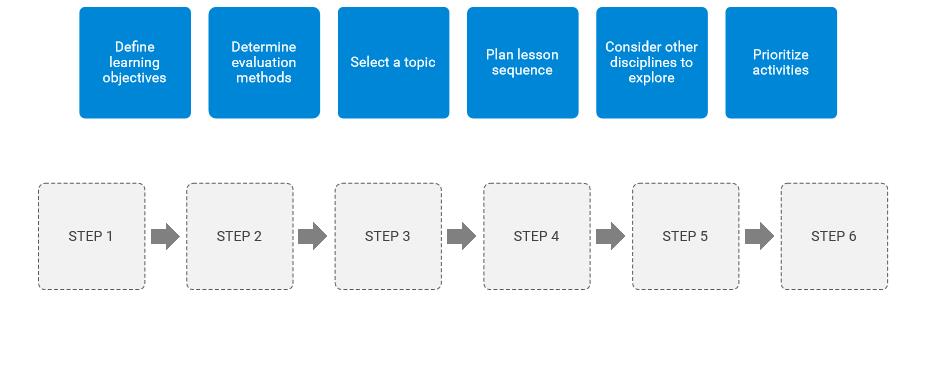 Define
learning
objectives
Determine
evaluation
methods
Select a topic
Plan lesson
sequence
Consider other
disciplines to
explore
Prioritize
activities
STEP 1
STEP 2
STEP 3
STEP 4
STEP 5
STEP 6